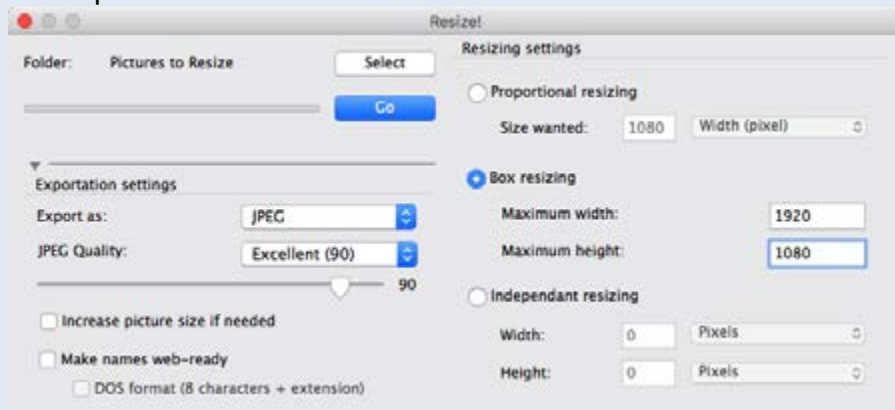 Resize!
Folder: Pictures to Resize Select
Go
Exportation settings
Export as: JPEG
JPEG Quality: Excellent (90)
90
Increase picture size if needed
Make names web-ready
DOS format (8 characters + extension)
Resizing settings
Proportional resizing
Size wanted: 1080 Width (pixel)
Box resizing
Maximum width: 1920
Maximum height: 1080
Independant resizing
Width: 0 Pixels
Height: 0 Pixels